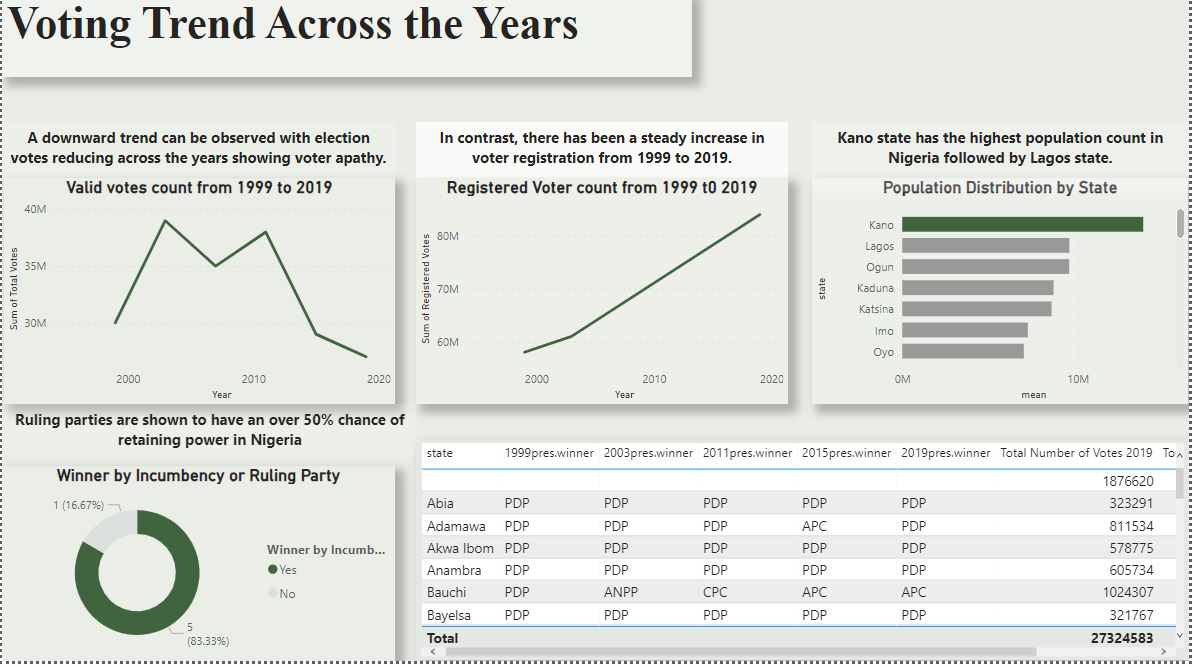 Voting Trend Across the Years
A downward trend can be observed with election
votes reducing across the years showing voter apathy.
Valid votes count from 1999 to 2019
Sum of Total Votes
40M
35M
30M
2000 2010 2020
Year
In contrast, there has been a steady increase in
voter registration from 1999 to 2019.
Registered Voter count from 1999 t0 2019
Sum of Registered Votes
80M
70M
60M
2000 2010 2020
Year
Kano state has the highest population count in
Nigeria followed by Lagos state.
Population Distribution by State
state
Kano
Lagos
Ogun
Kaduna
Katsina
Imo
Oyo
0M 10M
mean
Ruling parties are shown to have an over 50% chance of
retaining power in Nigeria
Winner by Incumbency or Ruling Party
1 (16.67%)
5
(83.33%)
Winner by Incumb...
Yes
No
state 1999pres.winner 2003pres.winner 2011pres.winner 2015pres.winner 2019pres.winner Total Number of Votes 2019 To
1876620
Abia PDP PDP PDP PDP PDP 323291
Adamawa PDP PDP PDP APC PDP 811534
Akwa Ibom PDP PDP PDP PDP PDP 578775
Anambra PDP PDP PDP PDP PDP 605734
Bauchi PDP ANPP CPC APC APC 1024307
Bayelsa PDP PDP PDP PDP PDP 321767
Total 27324583